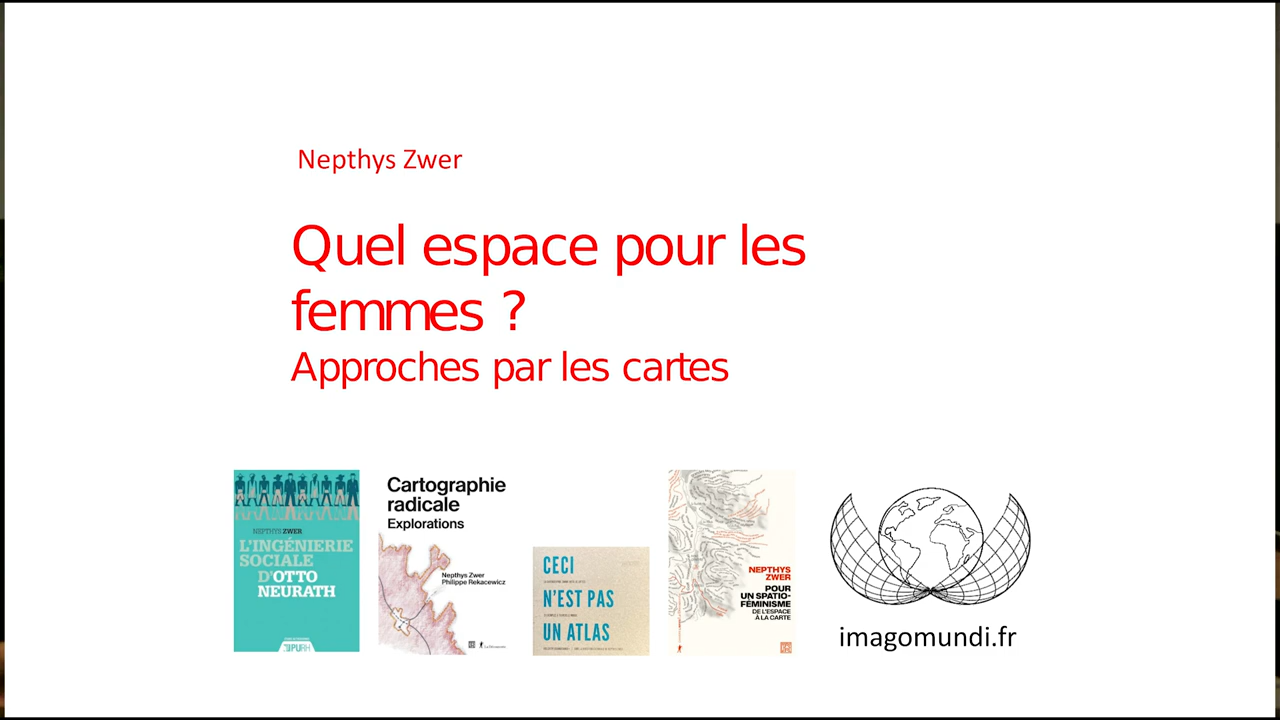 Nepthys Zwer
Quel espace pour les
femmes ?
Approches par les cartes
NEPTHYS ZWER
L'INGÉNIERIE
SOCIALE
D'OTTO
NEURATH
PURH
Cartographie
radicale
Explorations
Nepthys Zwer
Philippe Rekacewicz
La Découverte
CECI
N'EST PAS
UN ATLAS
NEPTHYS
ZWER
POUR
UN SPATIO-
FÉMINISME
DE L'ESPACE
À LA CARTE
imagomundi.fr